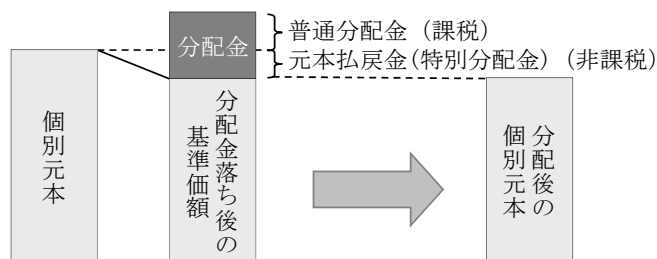 普通分配金（課税）
分配金
元本払戻金(特別分配金)（非課税）
個別元本
分配金落ち後の
基準価額
分配後の
個別元本